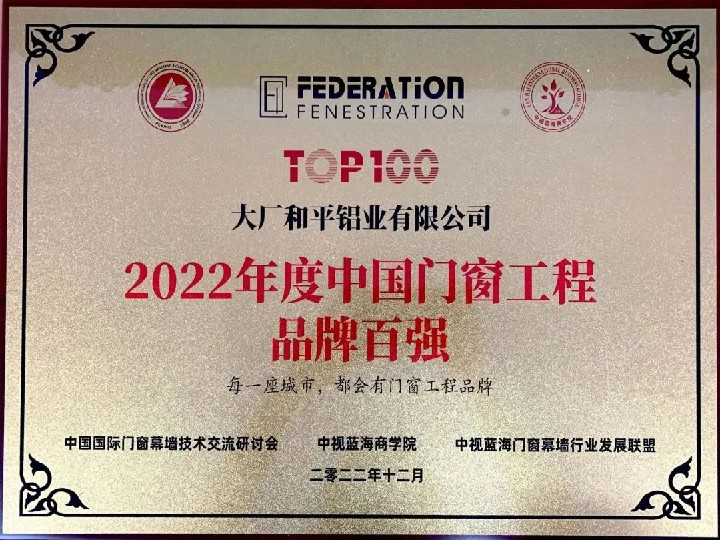 FEDERATION
FENESTRATION
TOP100
大厂和平铝业有限公司
2022年度中国门窗工程
品牌百强
每一座城市，都会有门窗工程品牌
中国国际门窗幕墙技术交流研讨会 中视蓝海商学院 中视蓝海门窗幕墙行业发展联盟
二零二二年十二月